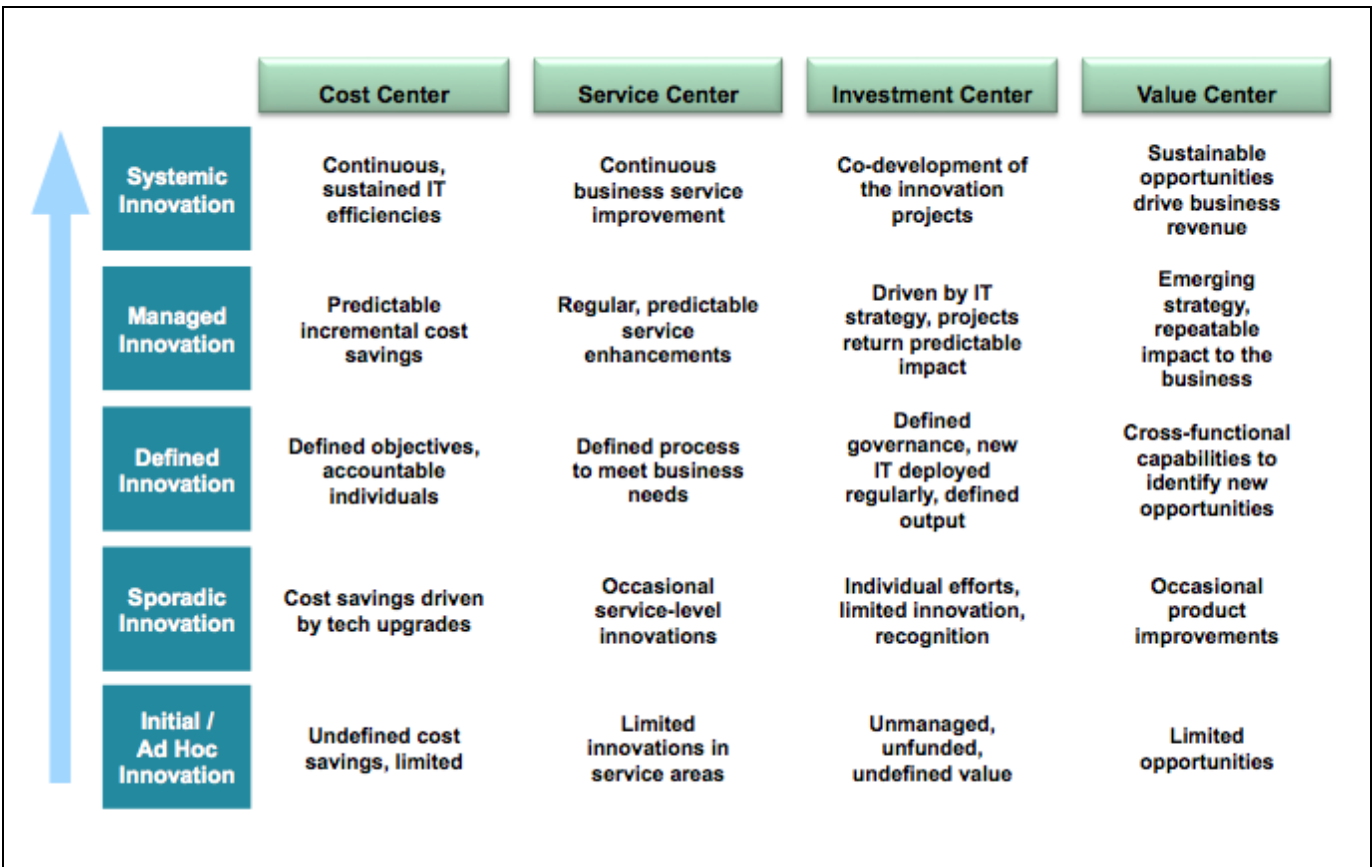 Cost Center
Service Center
Investment Center
Value Center
Systemic
Innovation
Continuous,
sustained IT
efficiencies
Continuous
business service
improvement
Co-development of
the innovation
projects
Sustainable
opportunities
drive business
revenue
Managed
Innovation
Predictable
incremental cost
savings
Regular, predictable
service
enhancements
Driven by IT
strategy, projects
return predictable
impact
Emerging
strategy,
repeatable
impact to the
business
Defined
Innovation
Defined objectives,
accountable
individuals
Defined process
to meet business
needs
Defined
governance, new
IT deployed
regularly, defined
output
Cross-functional
capabilities to
identify new
opportunities
Sporadic
Innovation
Cost savings driven
by tech upgrades
Occasional
service-level
innovations
Individual efforts,
limited innovation,
recognition
Occasional
product
improvements
Initial /
Ad Hoc
Innovation
Undefined cost
savings, limited
Limited
innovations in
service areas
Unmanaged,
unfunded,
undefined value
Limited
opportunities